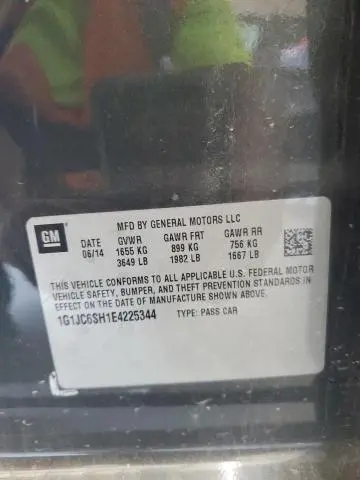 MFD BY GENERAL MOTORS LLC
GM
DATE GVWR GAWR FRT GAWR RR
06/14 1655 KG 899 KG 756 KG
3649 LB 1982 LB 1667 LB
THIS VEHICLE CONFORMS TO ALL APPLICABLE U.S. FEDERAL MOTOR
VEHICLE SAFETY, BUMPER, AND THEFT PREVENTION STANDARDS IN
EFFECT ON THE DATE OF MANUFACTURE SHOWN ABOVE.
1G1JC6SH1E4225344 TYPE: PASS CAR